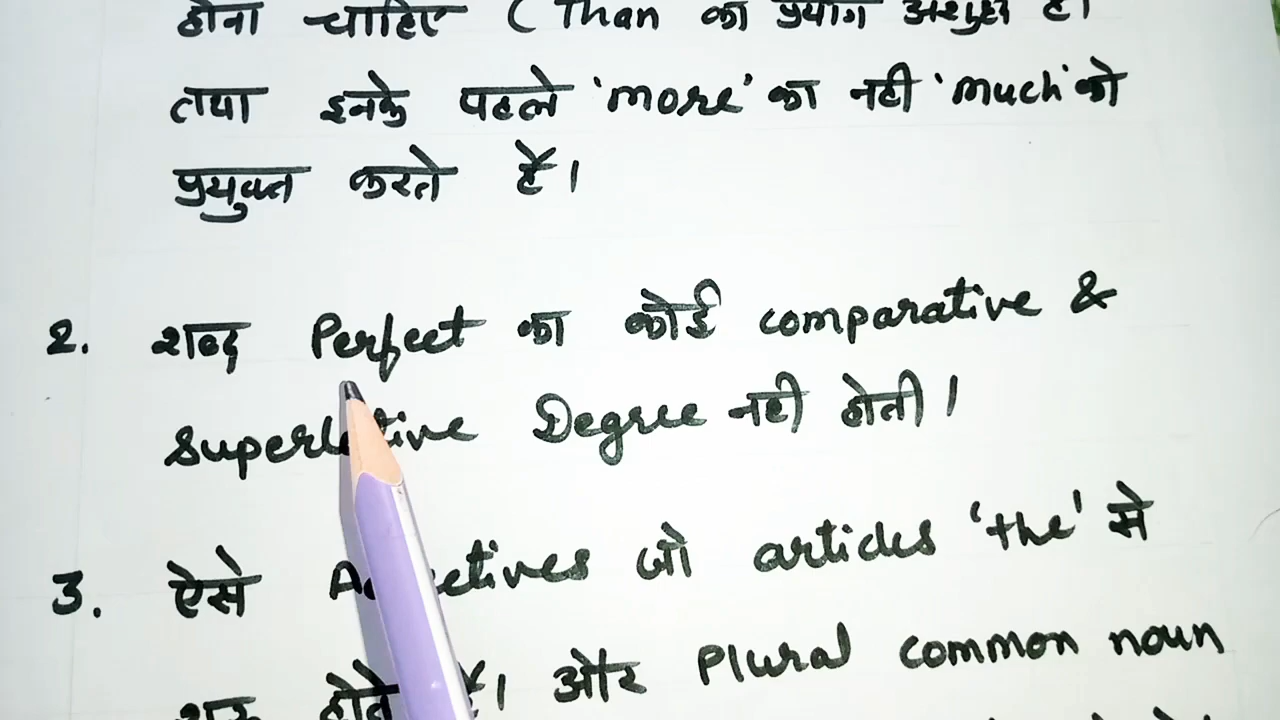 होना चाहिए (Than का प्रयोग अशुद्ध है।
तथा इनके पहले 'more' का नही 'much' को
प्रयुक्त करते हैं।
2. शब्द Perfect का कोई comparative &
Superlative Degree नही होती।
3. ऐसे Adjectives जो articles 'the' से
शुरू होते हैं। और Plural common noun